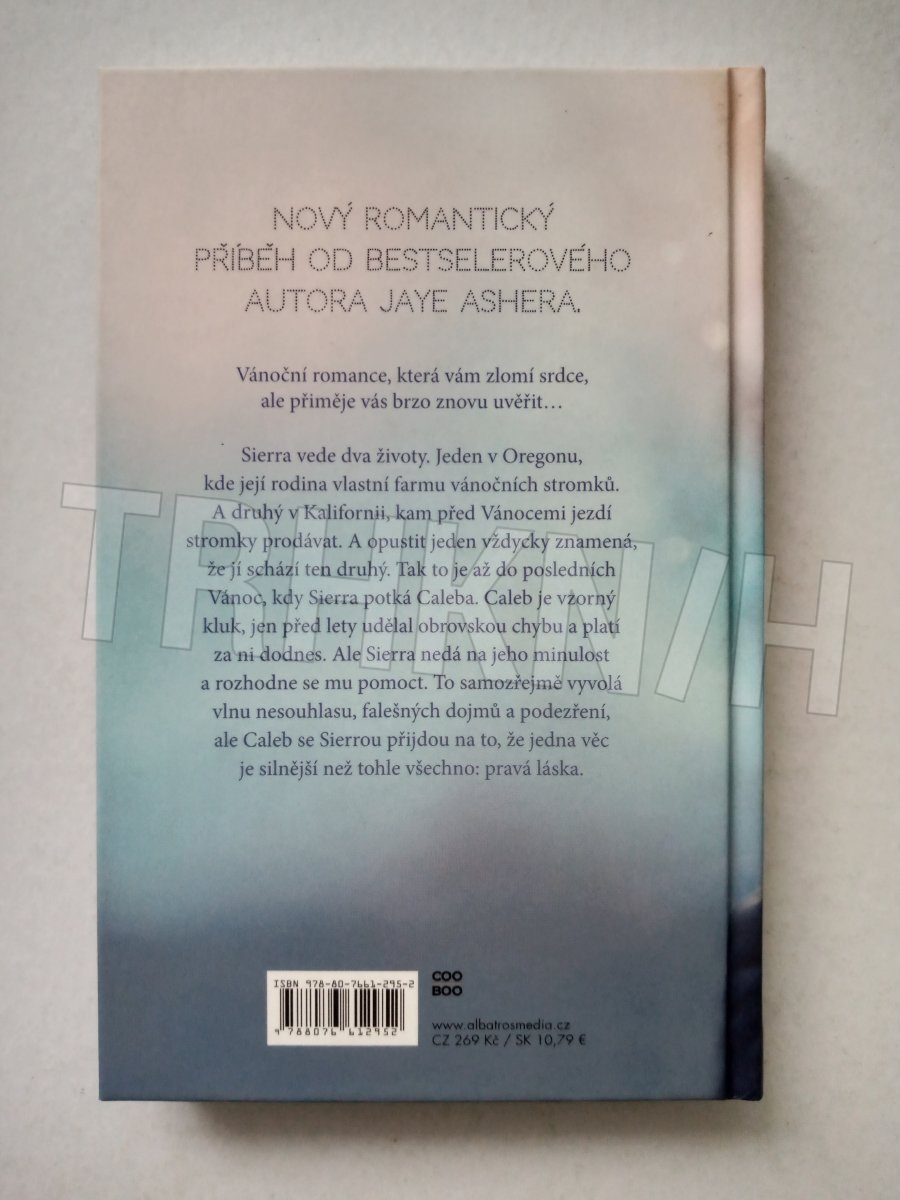 NOVÝ ROMANTICKÝ
PŘÍBĚH OD BESTSELEROVÉHO
AUTORA JAYE ASHERA.
Vánoční romance, která vám zlomí srdce,
ale přiměje vás brzo znovu uvěřit…
Sierra vede dva životy. Jeden v Oregonu,
kde její rodina vlastní farmu vánočních stromků.
A druhý v Kalifornii, kam před Vánocemi jezdí
stromky prodávat. A opustit jeden vždycky znamená,
že jí schází ten druhý. Tak to je až do posledních
Vánoc, kdy Sierra potká Caleba. Caleb je vzorný
kluk, jen před lety udělal obrovskou chybu a platí
za ni dodnes. Ale Sierra nedá na jeho minulost
a rozhodne se mu pomoct. To samozřejmě vyvolá
vlnu nesouhlasu, falešných dojmů a podezření,
ale Caleb se Sierrou přijdou na to, že jedna věc
je silnější než tohle všechno: pravá láska.
TRHKNIH
ISBN 978-80-7661-295-2
9 788076 612952
COO
BOO
www.albatrosmedia.cz
CZ 269 Kč / SK 10,79 €